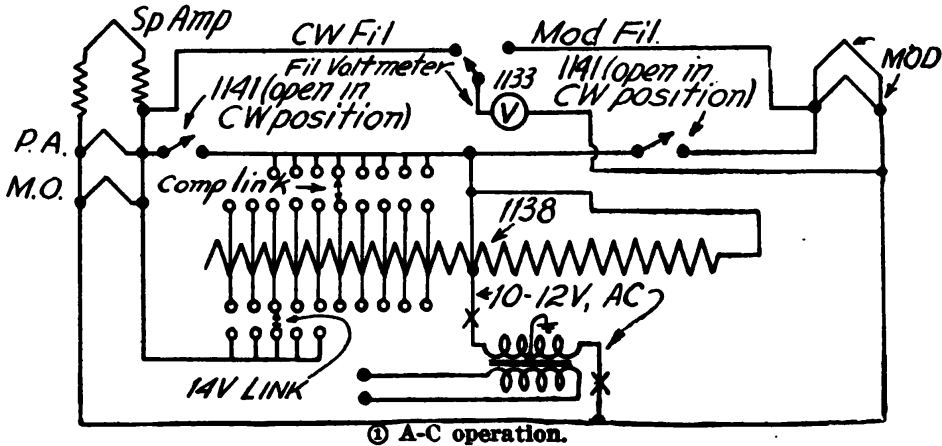 Sp Amp
CW Fil
Mod Fil.
Fil Voltmeter
1133
V
1141 (open in
CW position)
1141 (open in
CW position)
MOD
P.A.
M.O.
Comp link
1138
10-12V, AC
14V LINK
① A-C operation.